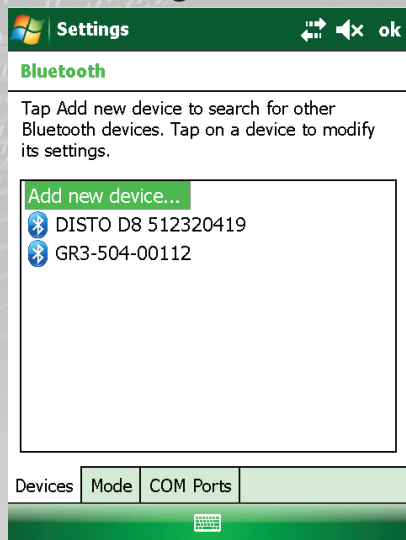 Settings ok
Bluetooth
Tap Add new device to search for other
Bluetooth devices. Tap on a device to modify
its settings.
Add new device...
DISTO D8 512320419
GR3-504-00112
Devices Mode COM Ports